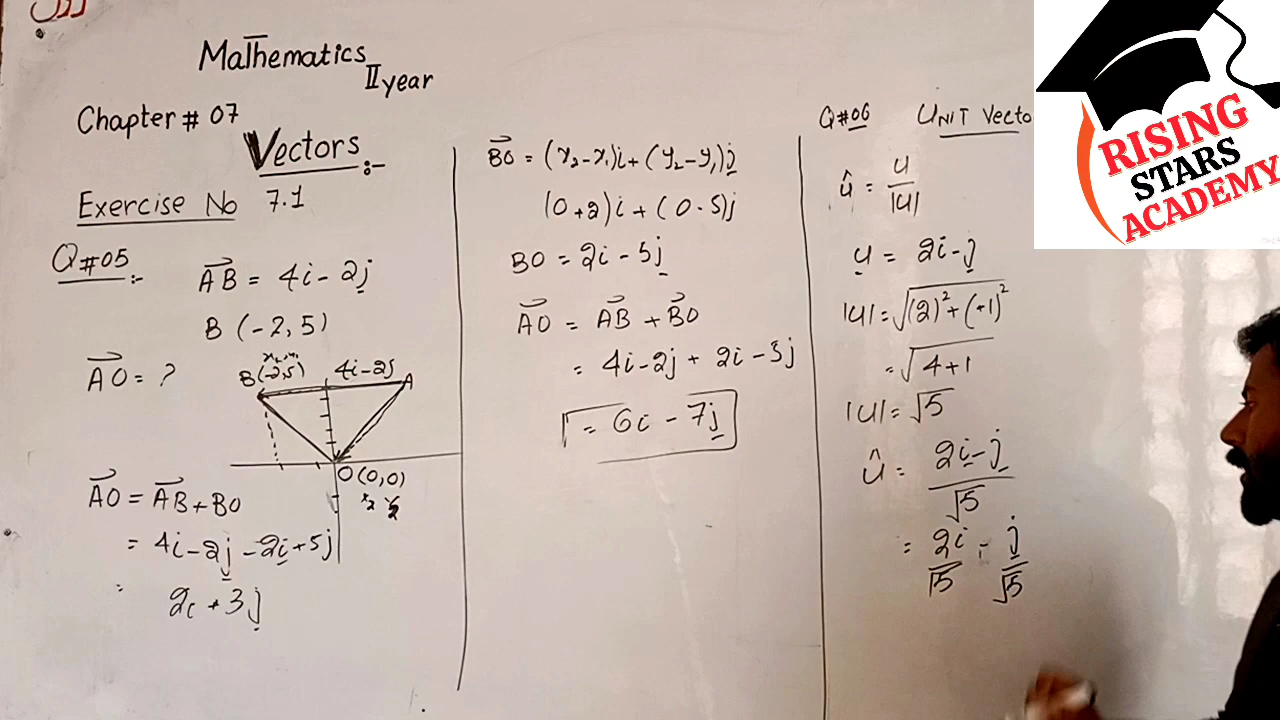 Mathematics
II year
Chapter # 07
Vectors :-
Exercise No 7.1
Q#05 :-
AB = 4i - 2j
B (-2, 5)
AO = ?
B(-2,5)
4i-2j
A
O(0,0)
x2 y2
AO = AB + BO
= 4i - 2j - 2i + 5j
= 2i + 3j
BO = (x2 - x1)i + (y2 - y1)j
(0+2)i + (0-5)j
BO = 2i - 5j
AO = AB + BO
= 4i - 2j + 2i - 5j
= 6i - 7j
Q#06 UNIT Vecto
û = u/|u|
u = 2i - j
|u| = √(2)² + (-1)²
= √4+1
|u| = √5
û = 2i - j/√5
= 2i/√5 - j/√5
RISING
STARS
ACADEMY